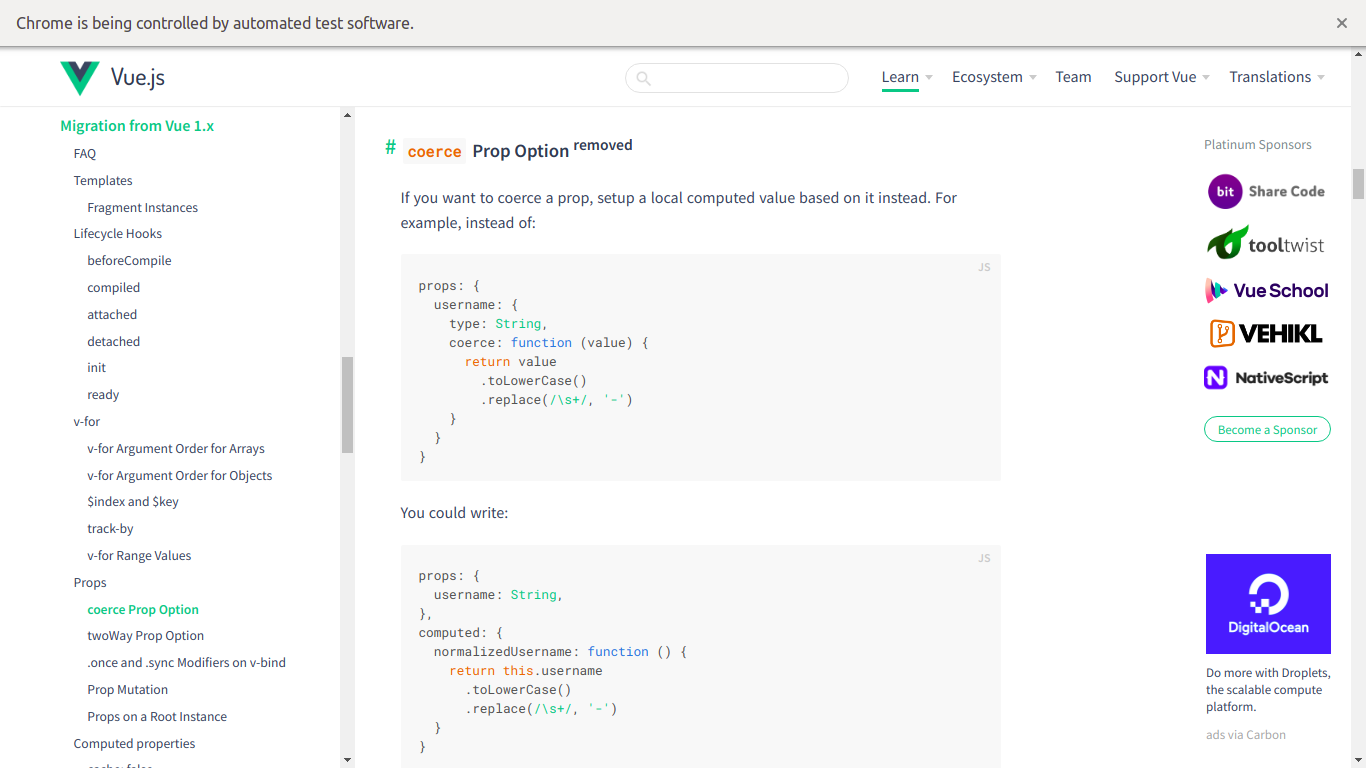 Chrome is being controlled by automated test software.
Vue.js
Learn
Ecosystem
Team
Support Vue
Translations
Migration from Vue 1.x
FAQ
Templates
Fragment Instances
Lifecycle Hooks
beforeCompile
compiled
attached
detached
init
ready
v-for
v-for Argument Order for Arrays
v-for Argument Order for Objects
$index and $key
track-by
v-for Range Values
Props
coerce Prop Option
twoWay Prop Option
.once and .sync Modifiers on v-bind
Prop Mutation
Props on a Root Instance
Computed properties
# coerce Prop Option removed
If you want to coerce a prop, setup a local computed value based on it instead. For
example, instead of:
JS
props: {
  username: {
    type: String,
    coerce: function (value) {
      return value
        .toLowerCase()
        .replace(/\s+/, '-')
    }
  }
}
You could write:
JS
props: {
  username: String,
},
computed: {
  normalizedUsername: function () {
    return this.username
      .toLowerCase()
      .replace(/\s+/, '-')
  }
}
Platinum Sponsors
bit Share Code
tooltwist
Vue School
VEHIKL
NativeScript
Become a Sponsor
DigitalOcean
Do more with Droplets,
the scalable compute
platform.
ads via Carbon